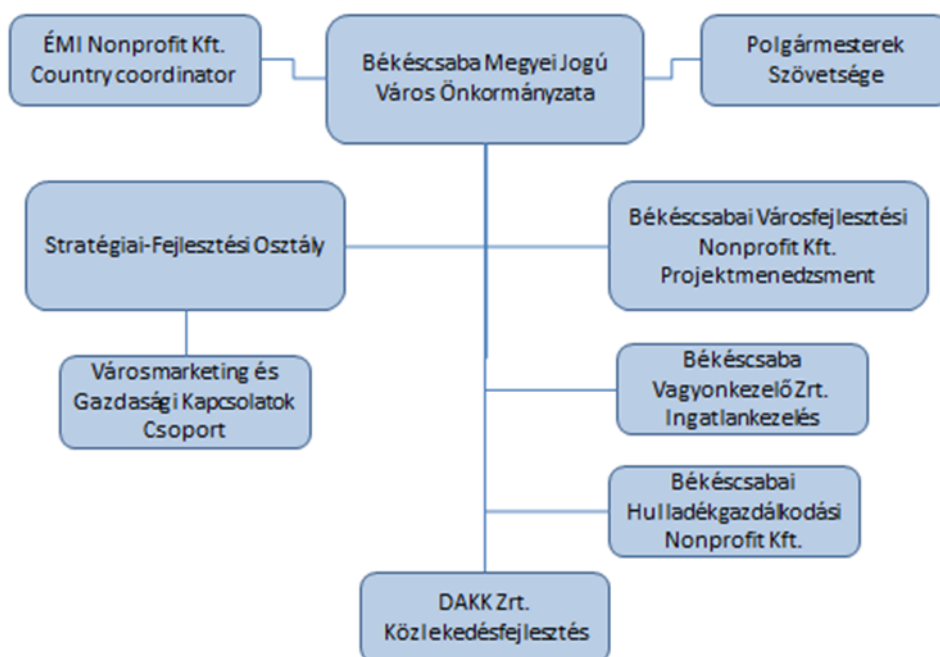 ÉMI Nonprofit Kft.
Country coordinator
Békéscsaba Megyei Jogú
Város Önkormányzata
Polgármesterek
Szövetsége
Stratégiai-Fejlesztési Osztály
Békéscsabai Városfejlesztési
Nonprofit Kft.
Projektmenedzsment
Városmarketing és
Gazdasági Kapcsolatok
Csoport
Békéscsaba
Vagyonkezelő Zrt.
Ingatlankezelés
Békéscsabai
Hulladékgazdálkodási
Nonprofit Kft.
DAKK Zrt.
Közlekedésfejlesztés